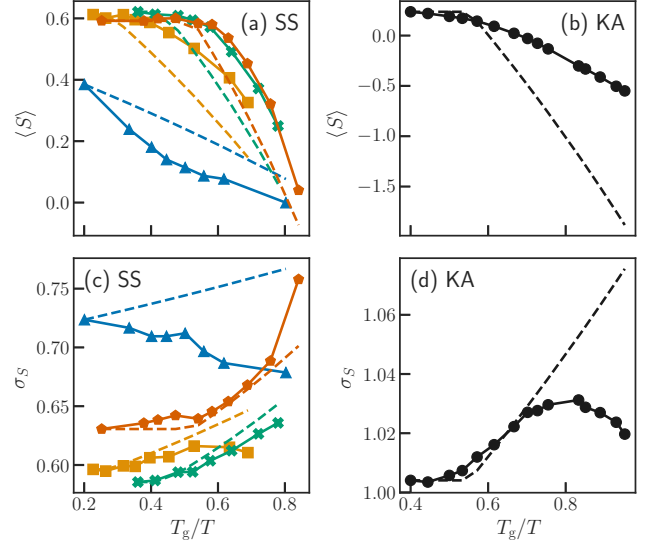 (a) SS
(b) KA
0.6
0.4
0.2
0.0
⟨S⟩
0.0
−0.5
−1.0
−1.5
⟨S⟩
(c) SS
(d) KA
0.75
0.70
0.65
0.60
σ_S
1.06
1.04
1.02
1.00
σ_S
0.2 0.4 0.6 0.8
T_g/T
0.4 0.6 0.8
T_g/T